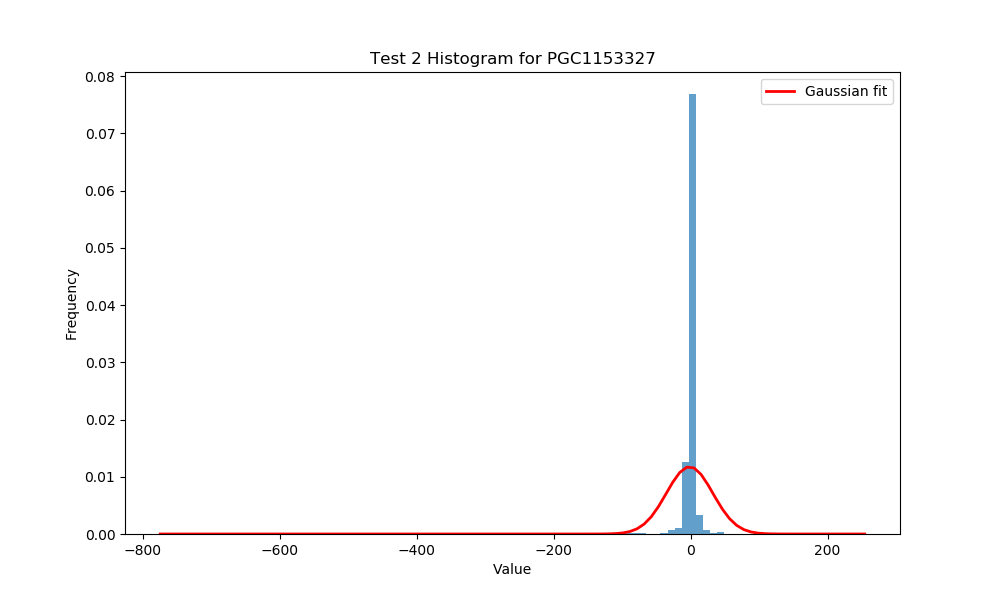 Test 2 Histogram for PGC1153327
Gaussian fit
0.08
0.07
0.06
0.05
0.04
0.03
0.02
0.01
0.00
Frequency
−800 −600 −400 −200 0 200
Value